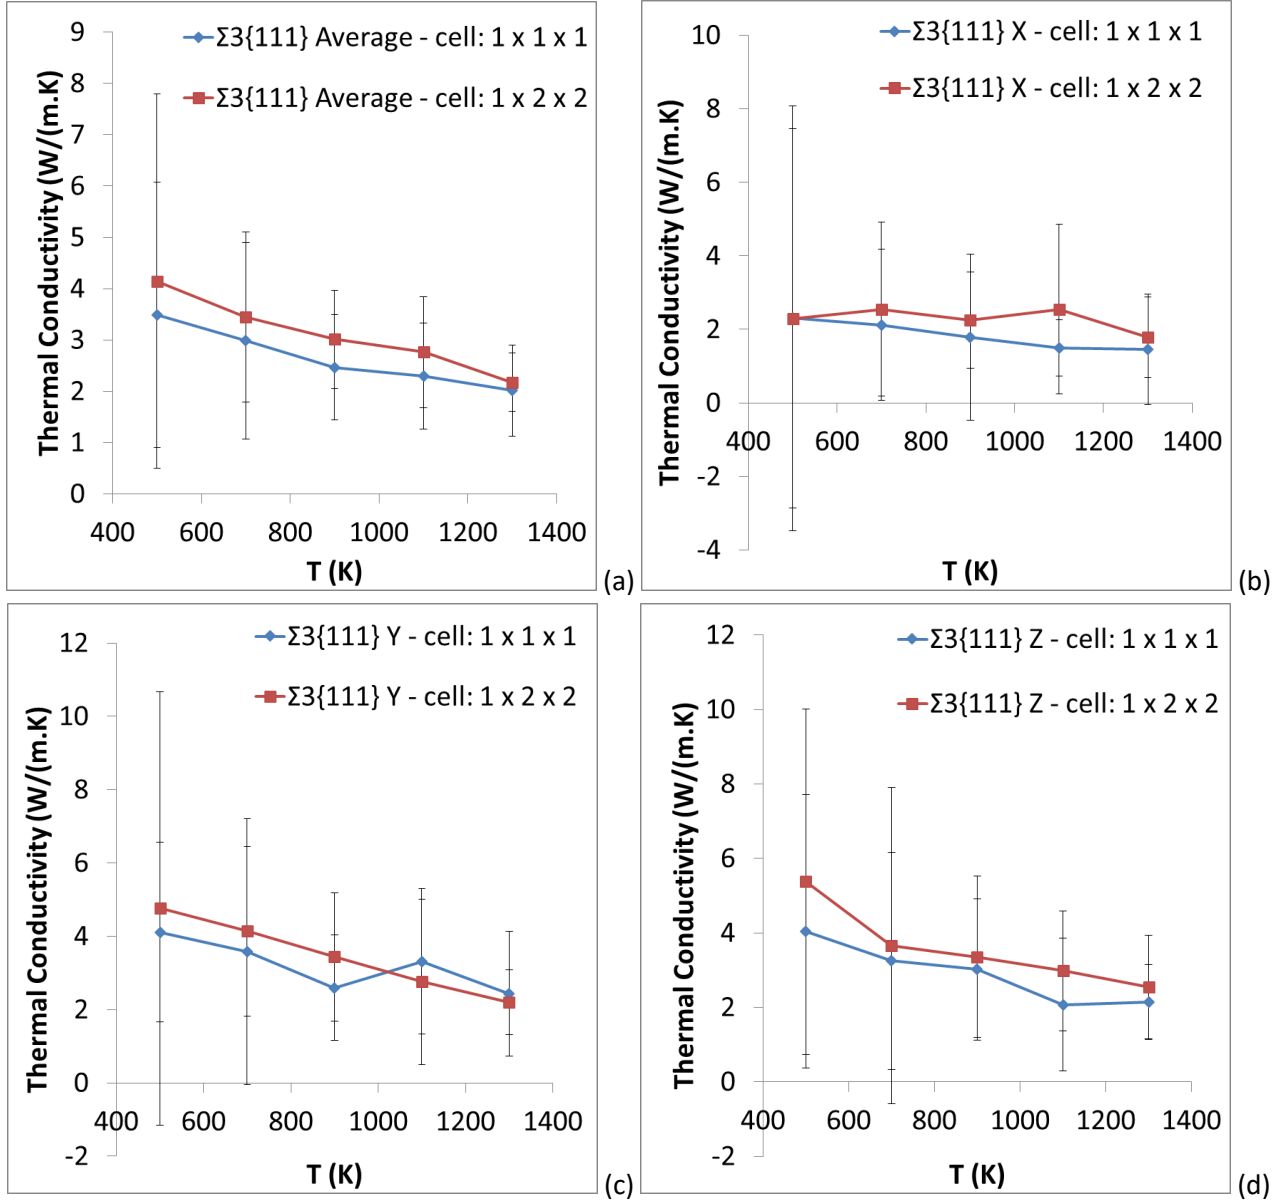 Σ3{111} Average - cell: 1 x 1 x 1
Σ3{111} Average - cell: 1 x 2 x 2
Thermal Conductivity (W/(m.K)
9
8
7
6
5
4
3
2
1
0
400 600 800 1000 1200 1400
T (K)
(a)
Σ3{111} X - cell: 1 x 1 x 1
Σ3{111} X - cell: 1 x 2 x 2
Thermal Conductivity (W/(m.K)
10
8
6
4
2
0
-2
-4
400 600 800 1000 1200 1400
T (K)
(b)
Σ3{111} Y - cell: 1 x 1 x 1
Σ3{111} Y - cell: 1 x 2 x 2
Thermal Conductivity (W/(m.K)
12
10
8
6
4
2
0
-2
400 600 800 1000 1200 1400
T (K)
(c)
Σ3{111} Z - cell: 1 x 1 x 1
Σ3{111} Z - cell: 1 x 2 x 2
Thermal Conductivity (W/(m.K)
12
10
8
6
4
2
0
-2
400 600 800 1000 1200 1400
T (K)
(d)